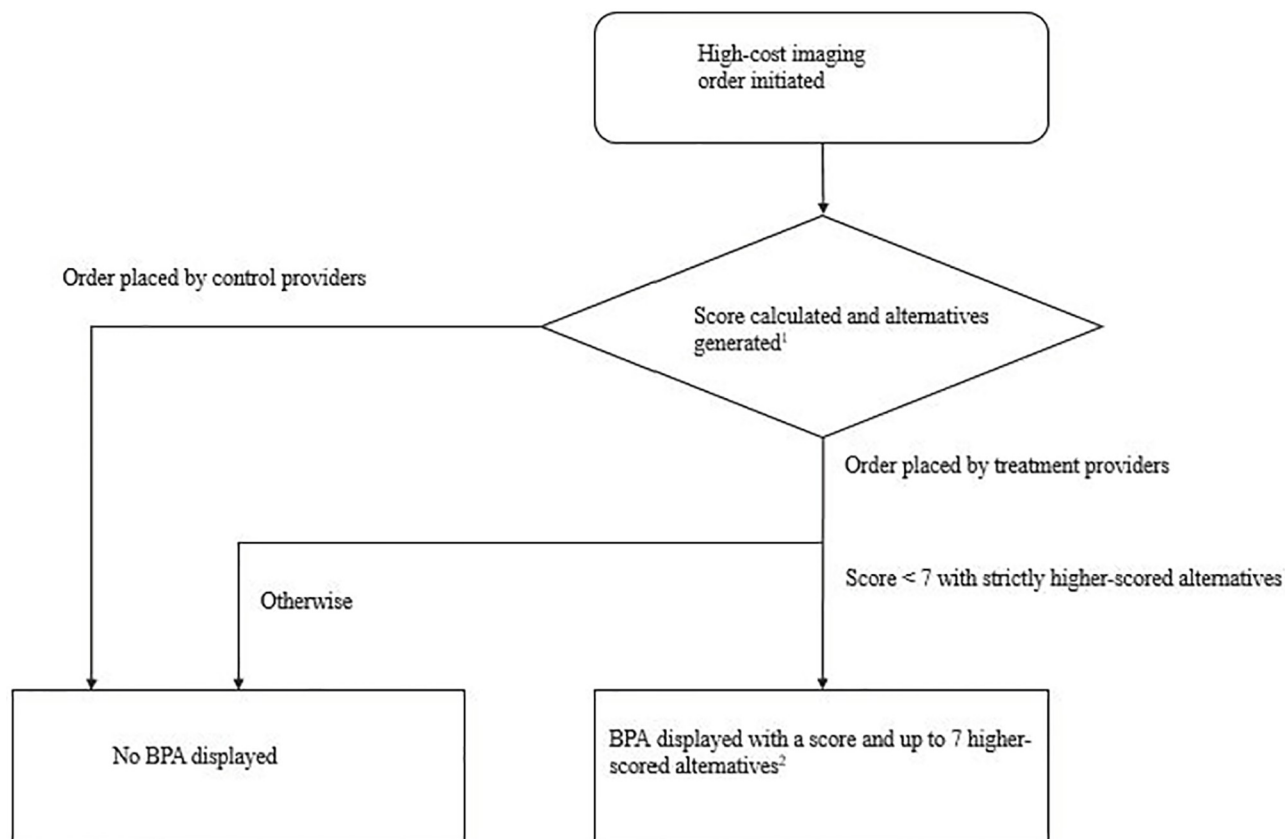 High-cost imaging
order initiated
Order placed by control providers
Score calculated and alternatives
generated¹
Order placed by treatment providers
Score < 7 with strictly higher-scored alternatives
Otherwise
No BPA displayed
BPA displayed with a score and up to 7 higher-
scored alternatives²